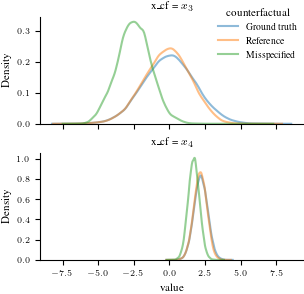 x_cf = x₃
counterfactual
Ground truth
Reference
Misspecified
Density
0.3
0.2
0.1
0.0
x_cf = x₄
Density
1.0
0.8
0.6
0.4
0.2
0.0
−7.5 −5.0 −2.5 0.0 2.5 5.0 7.5
value